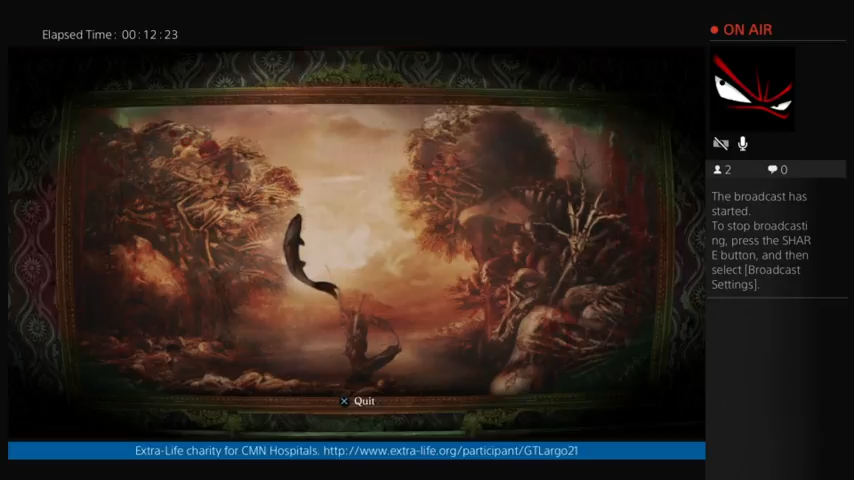 Elapsed Time: 00:12:23
ON AIR
2
0
The broadcast has
started.
To stop broadcasti
ng, press the SHAR
E button, and then
select [Broadcast
Settings].
Quit
Extra-Life charity for CMN Hospitals. http://www.extra-life.org/participant/GTLargo21